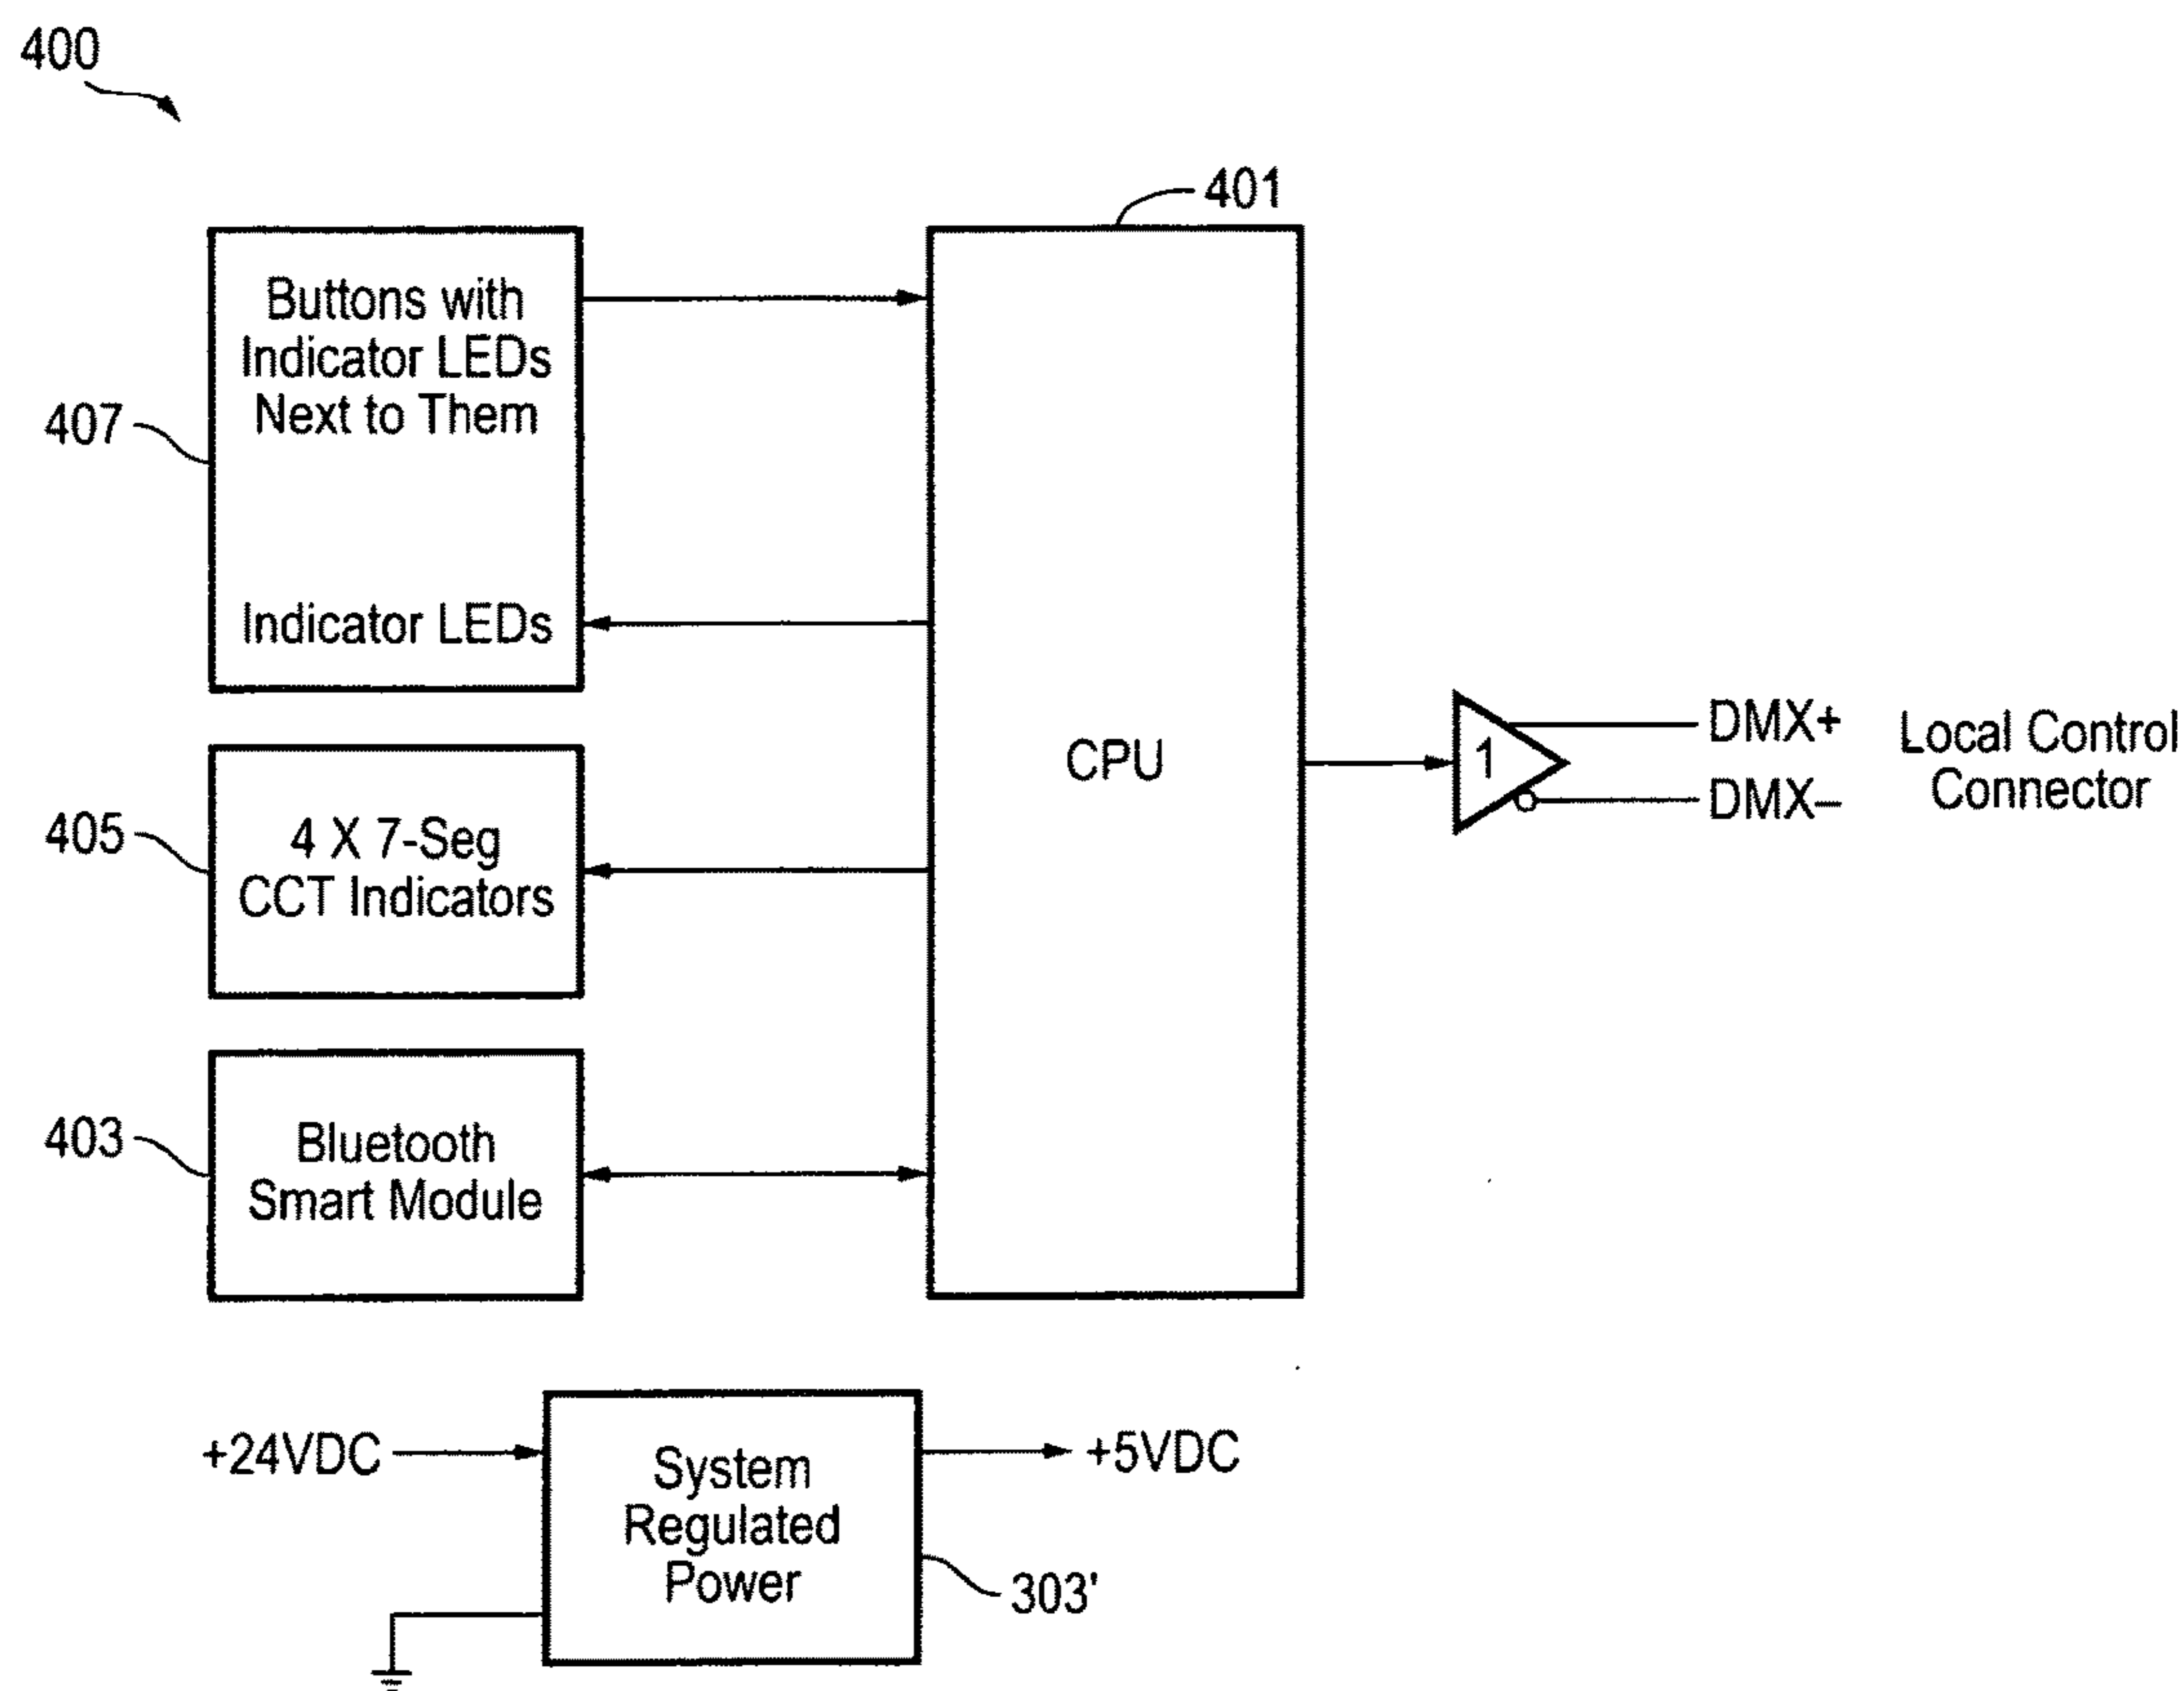 400
401
Buttons with
Indicator LEDs
Next to Them
407
Indicator LEDs
CPU
1
DMX+
DMX–
Local Control
Connector
405
4 X 7-Seg
CCT Indicators
403
Bluetooth
Smart Module
+24VDC
System
Regulated
Power
+5VDC
303'